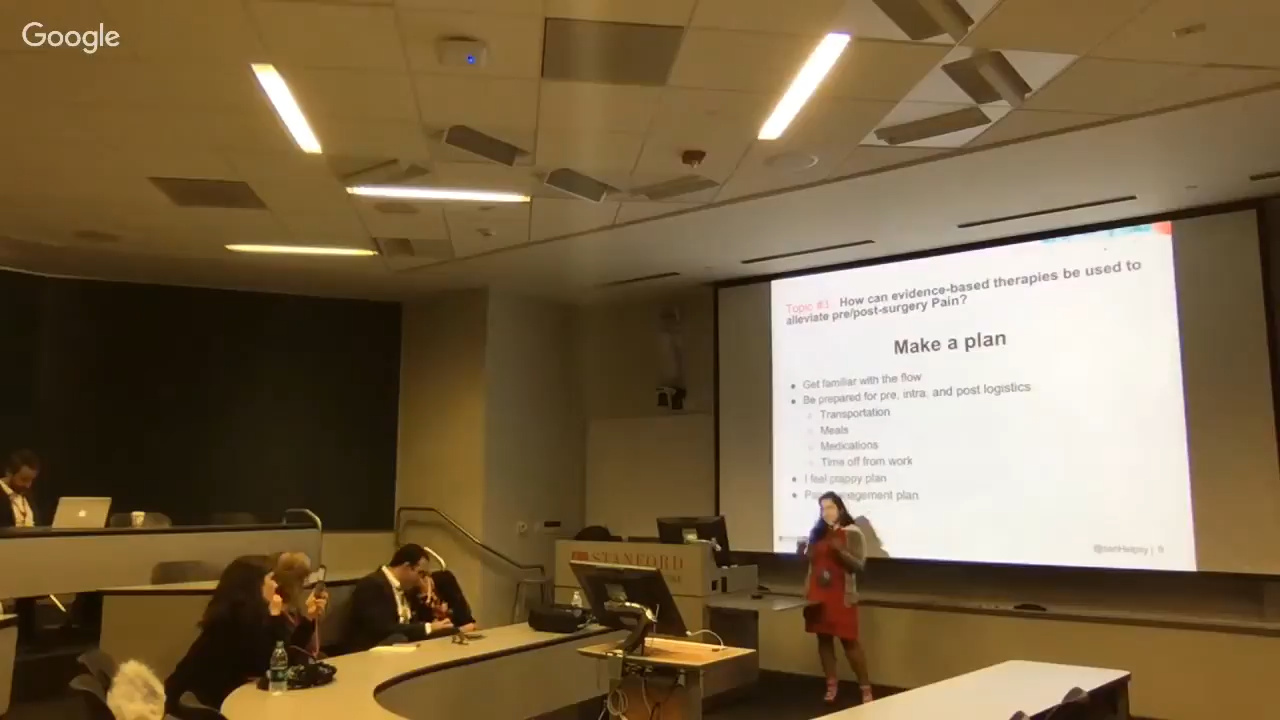 Google
Topic #1 How can evidence-based therapies be used to
alleviate pre/post-surgery Pain?
Make a plan
Get familiar with the flow
Be prepared for pre, intra, and post logistics
Transportation
Meals
Medications
Time off from work
I feel crappy plan
plan
STANFORD